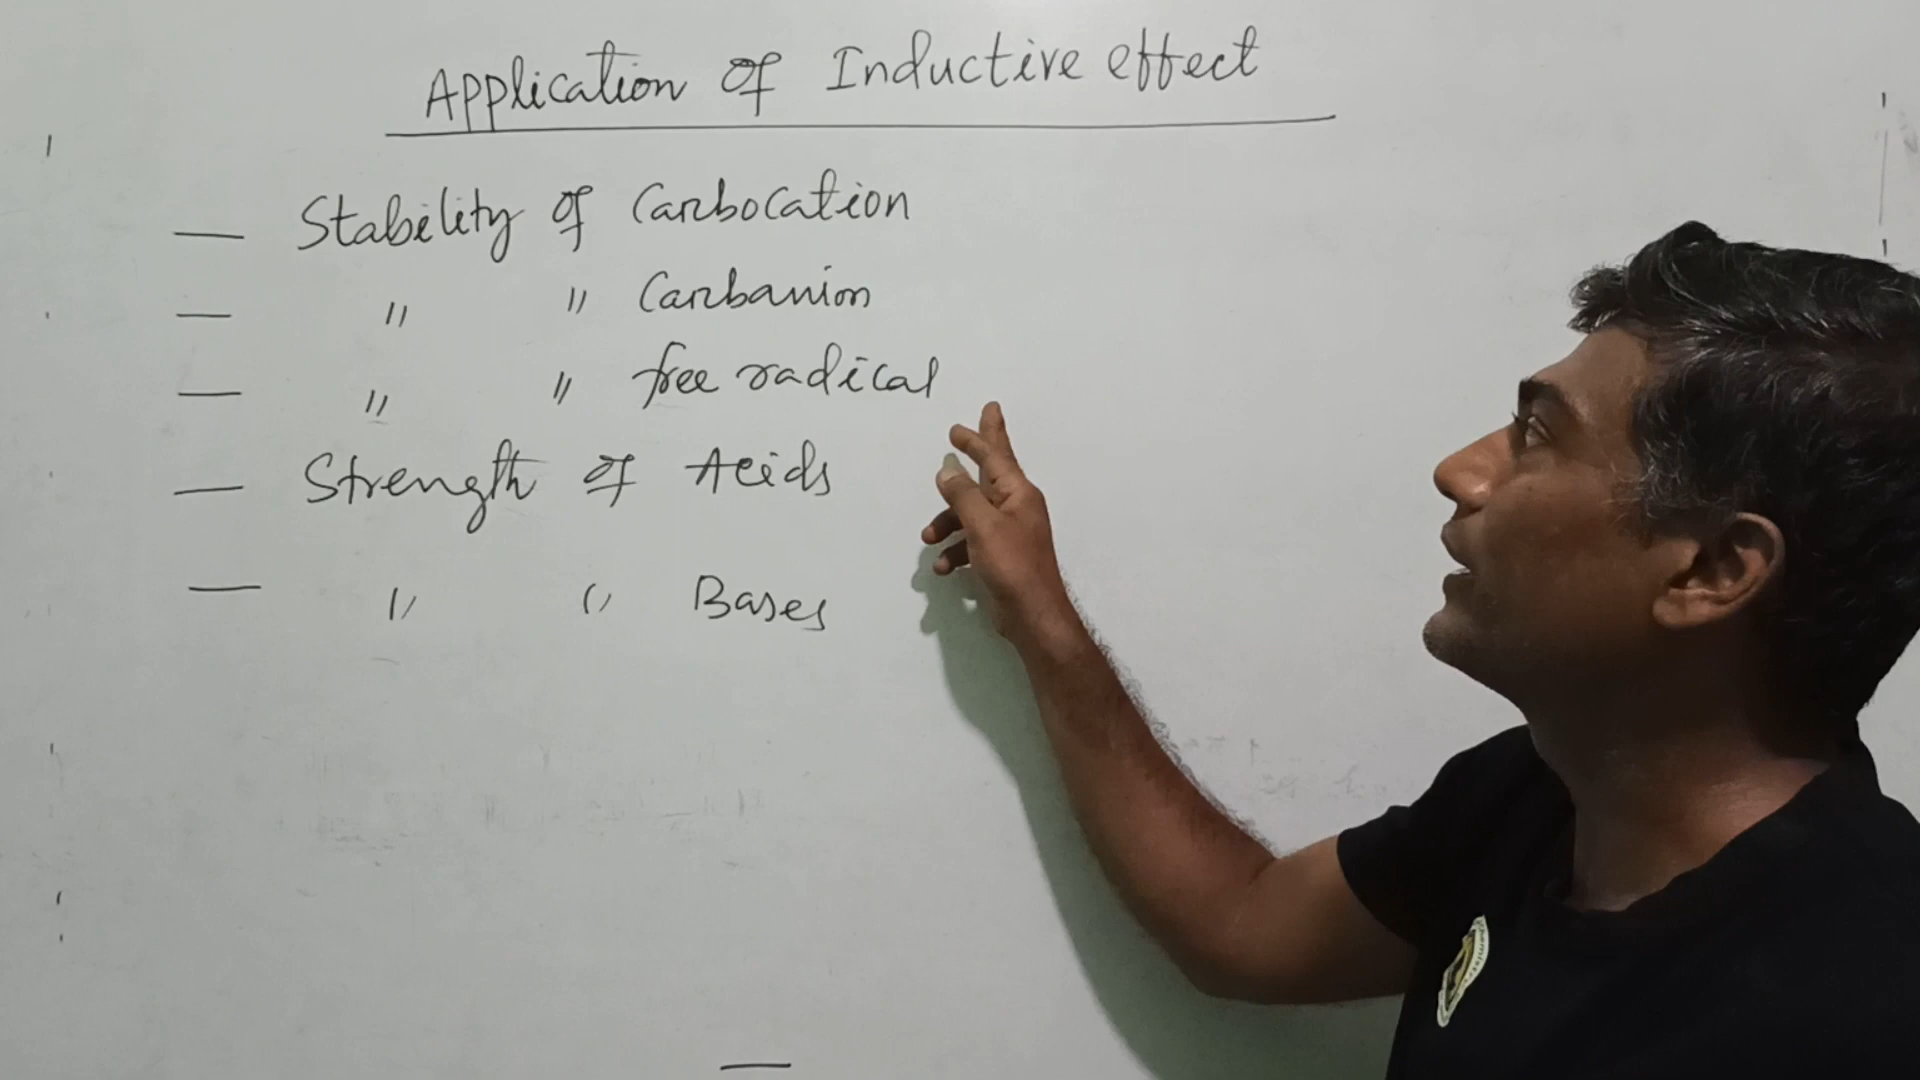 Application of Inductive effect
— Stability of Carbocation
— " " Carbanion
— " " free radical
— Strength of Acids
— " " Bases